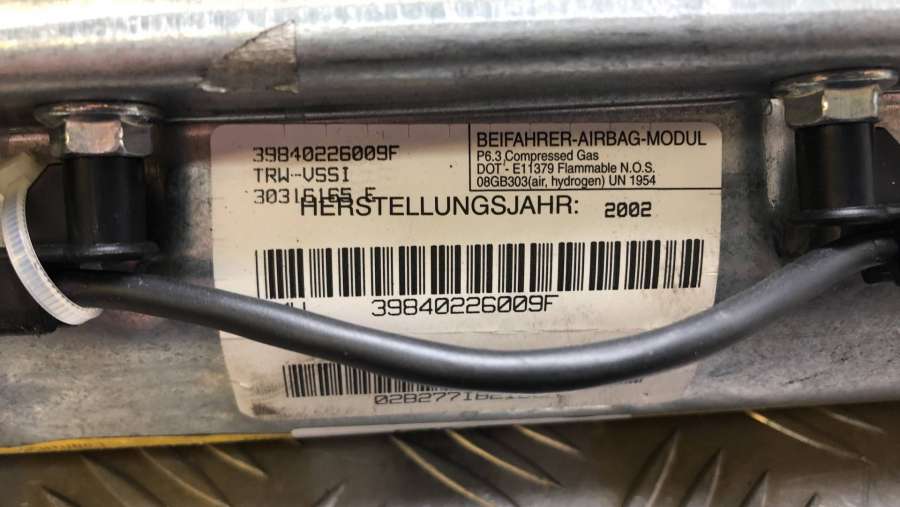 39840226009F
TRW-VSSI
30316165 E
BEIFAHRER-AIRBAG-MODUL
P6.3 Compressed Gas
DOT - E11379 Flammable N.O.S.
08GB303(air, hydrogen) UN 1954
HERSTELLUNGSJAHR: 2002
39840226009F